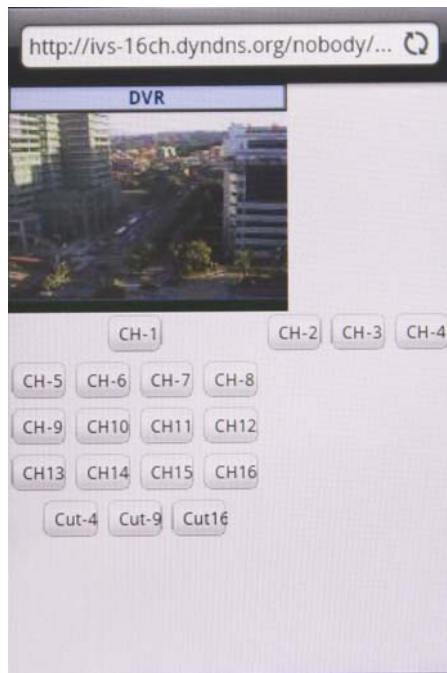 http://ivs-16ch.dyndns.org/nobody/...
DVR
CH-1 CH-2 CH-3 CH-4
CH-5 CH-6 CH-7 CH-8
CH-9 CH10 CH11 CH12
CH13 CH14 CH15 CH16
Cut-4 Cut-9 Cut16